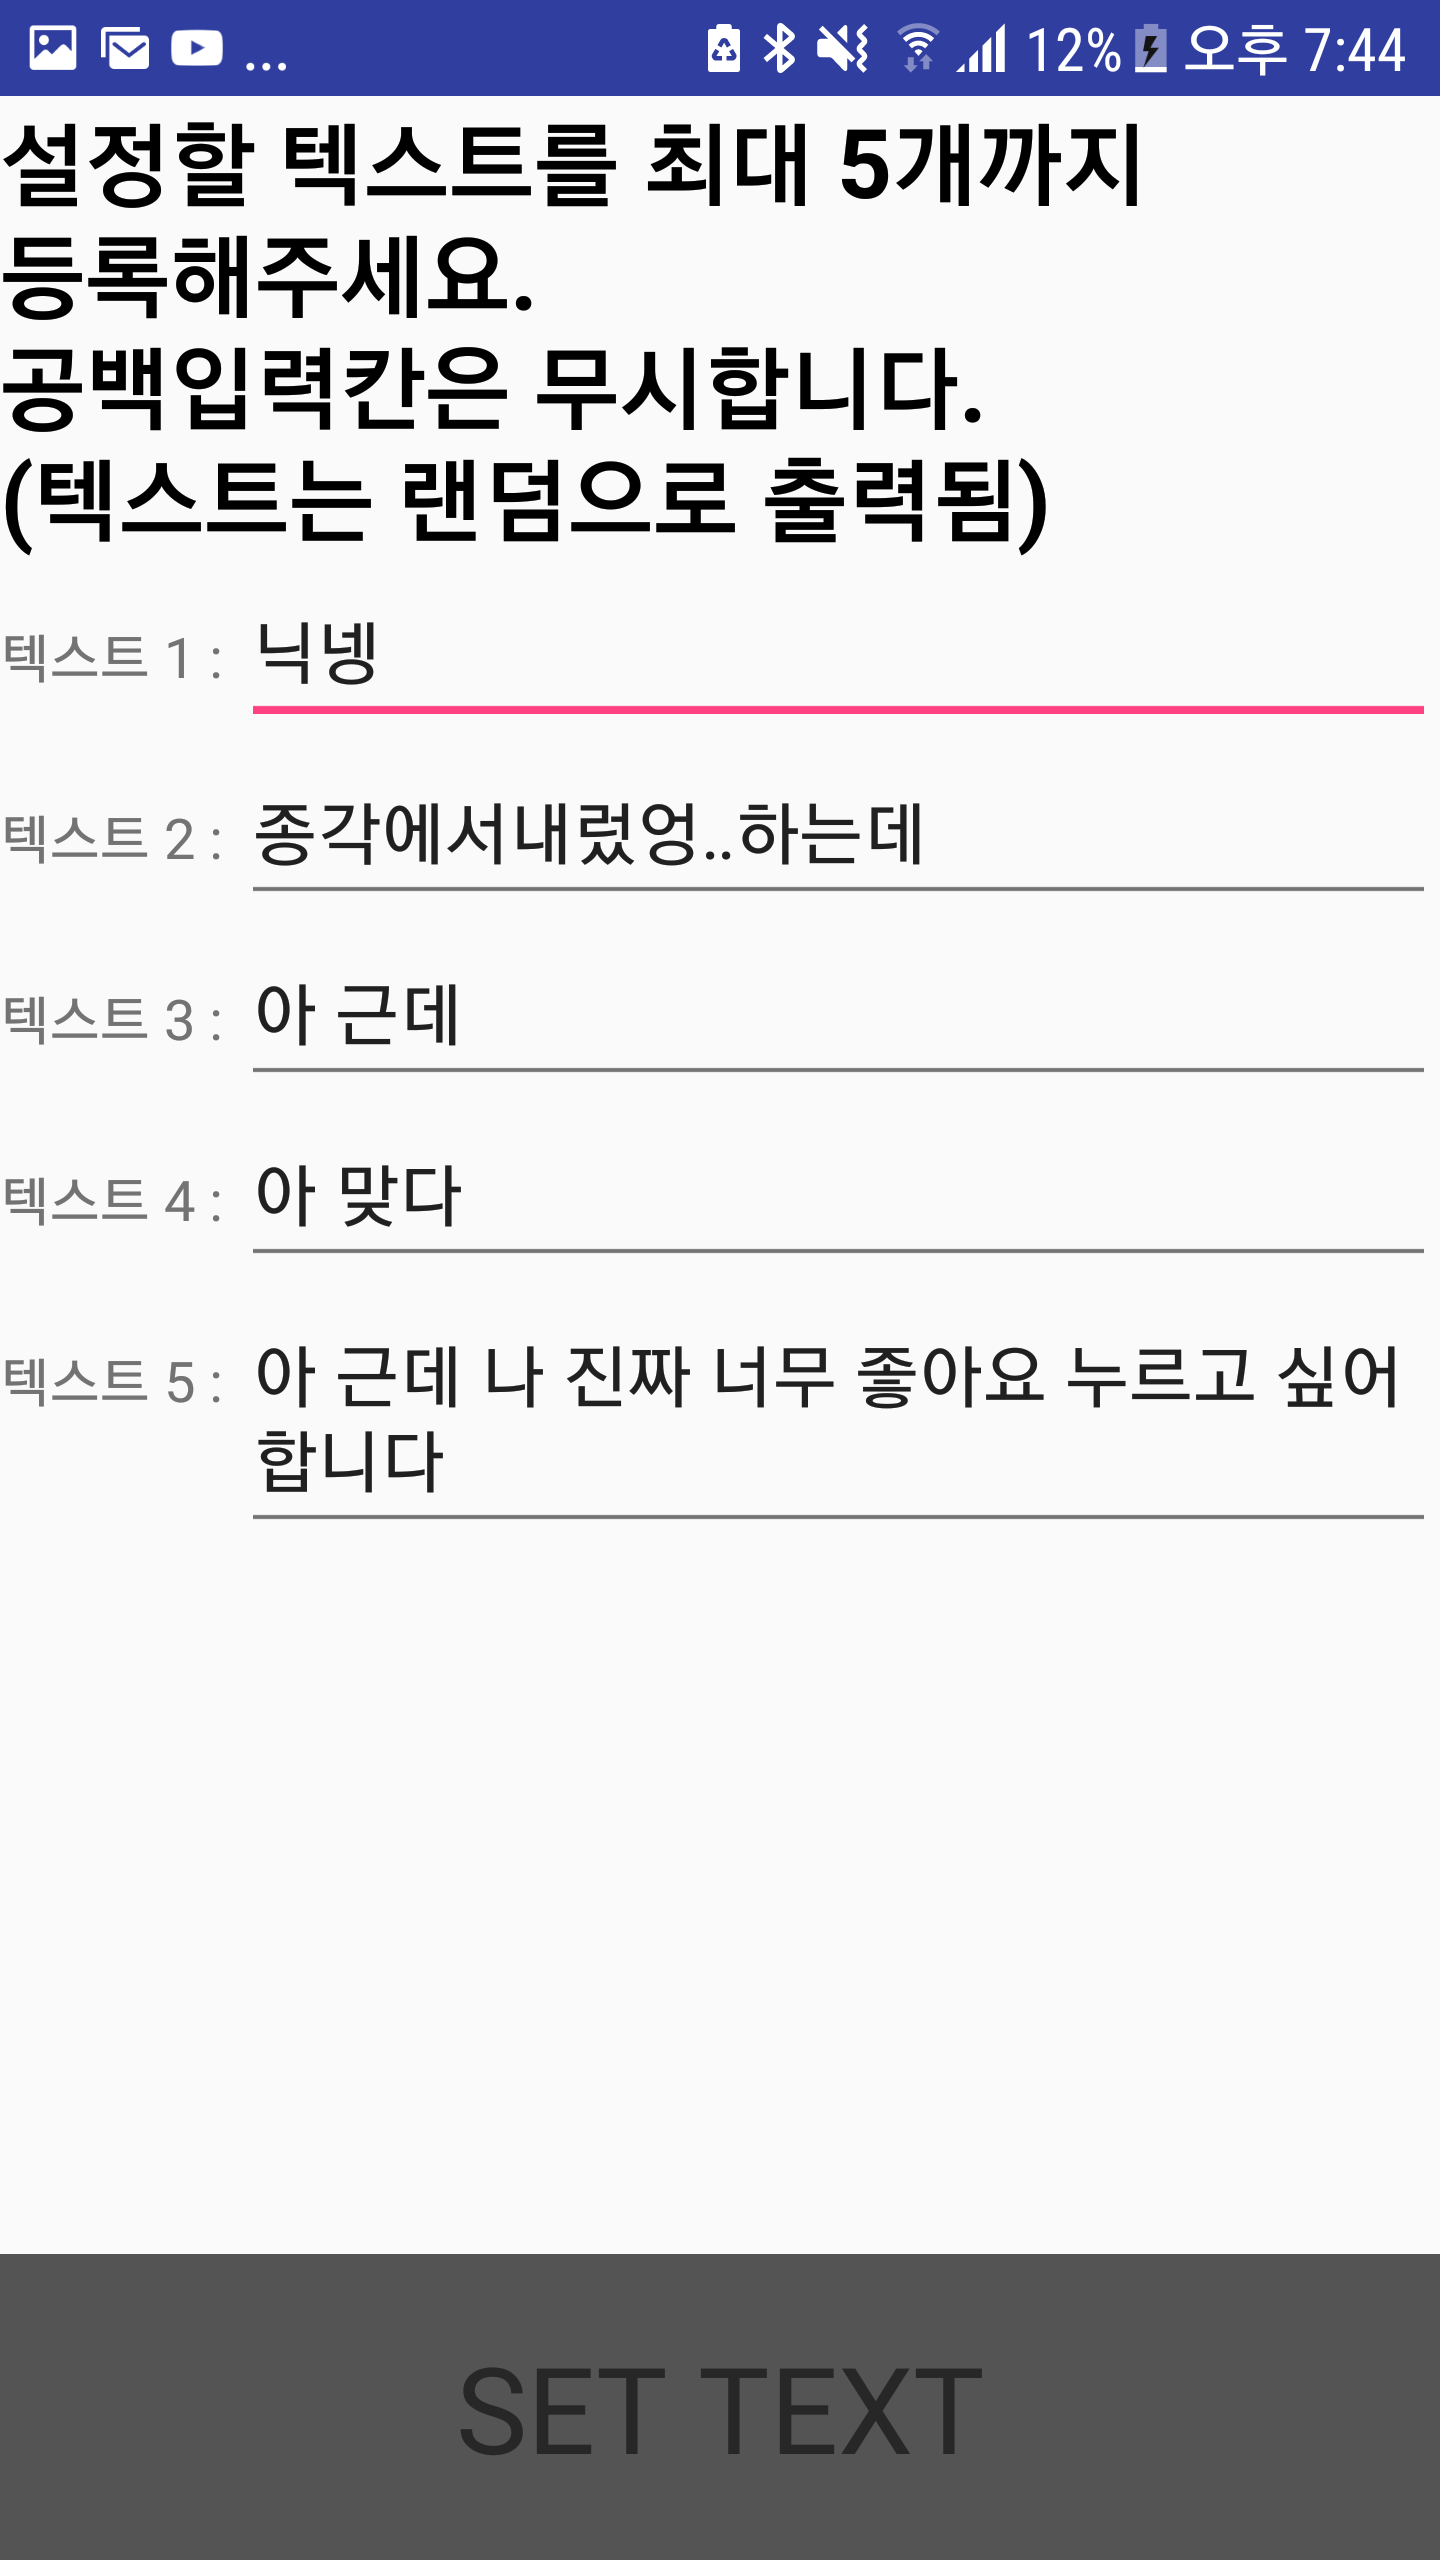 ... 12% 오후 7:44
설정할 텍스트를 최대 5개까지
등록해주세요.
공백입력칸은 무시합니다.
(텍스트는 랜덤으로 출력됨)
텍스트 1 : 닉넹
텍스트 2 : 종각에서내렀엉..하는데
텍스트 3 : 아 근데
텍스트 4 : 아 맞다
텍스트 5 : 아 근데 나 진짜 너무 좋아요 누르고 싶어
합니다
SET TEXT